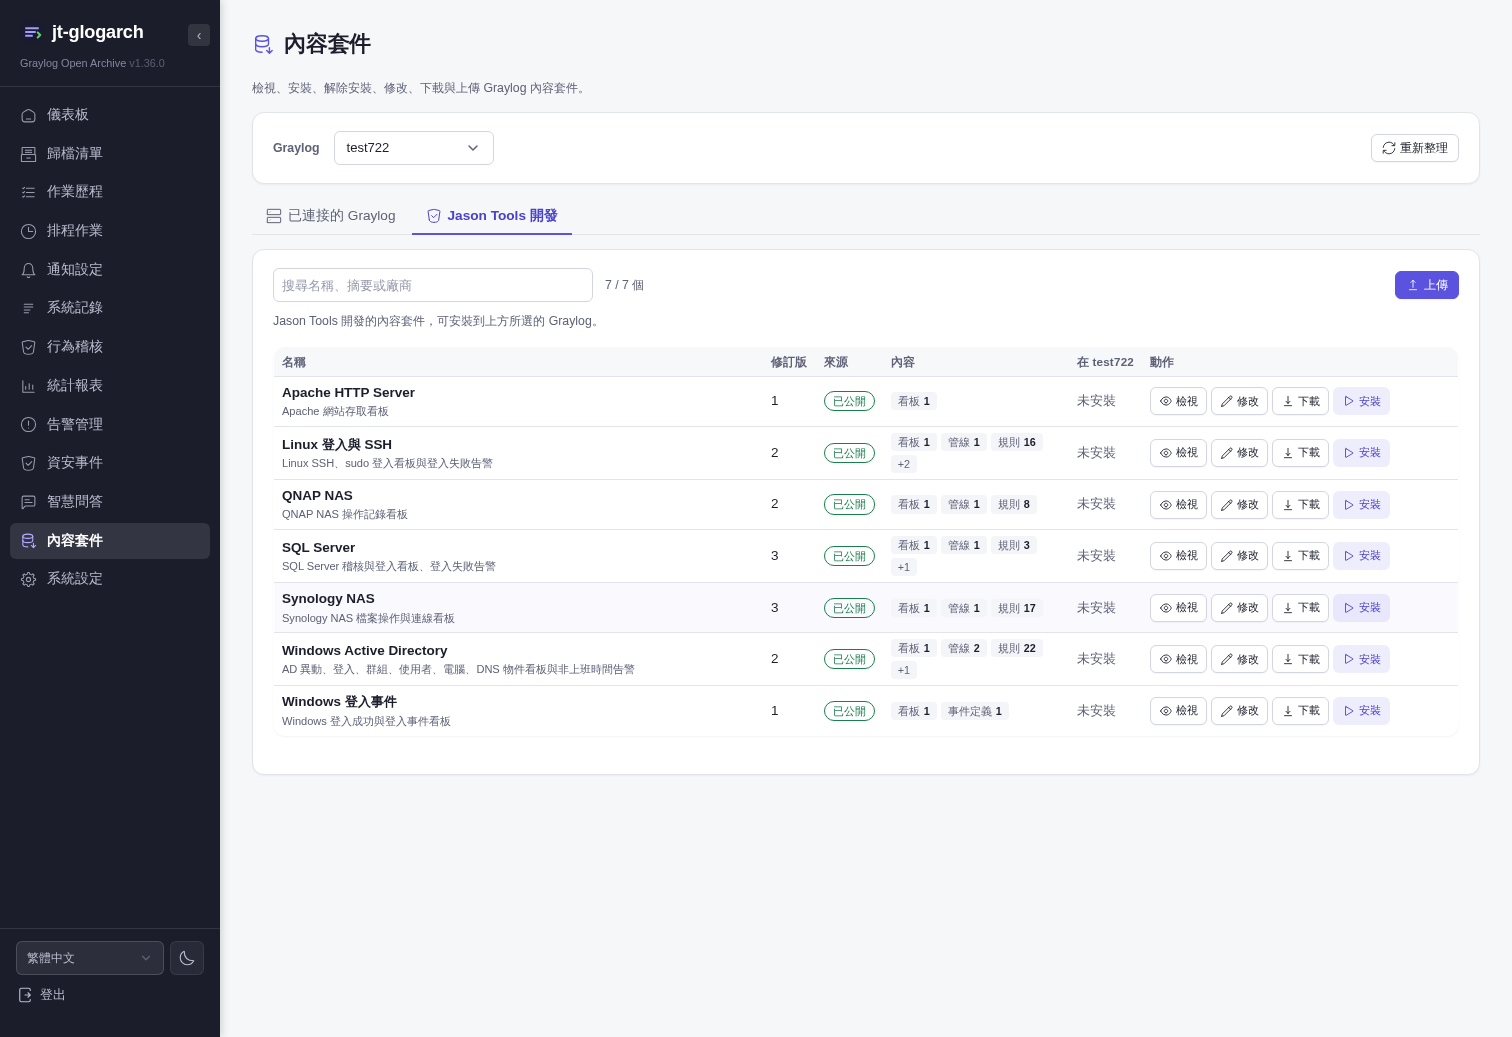 jt-glogarch
‹
Graylog Open Archive v1.36.0
儀表板
歸檔清單
作業歷程
排程作業
通知設定
系統記錄
行為稽核
統計報表
告警管理
資安事件
智慧問答
內容套件
系統設定
繁體中文
登出
內容套件
檢視、安裝、解除安裝、修改、下載與上傳 Graylog 內容套件。
Graylog test722 重新整理
已連接的 Graylog Jason Tools 開發
搜尋名稱、摘要或廠商 7 / 7 個 上傳
Jason Tools 開發的內容套件，可安裝到上方所選的 Graylog。
名稱 修訂版 來源 內容 在 test722 動作
Apache HTTP Server
Apache 網站存取看板
1 已公開 看板 1 未安裝 檢視 修改 下載 安裝
Linux 登入與 SSH
Linux SSH、sudo 登入看板與登入失敗告警
2 已公開 看板 1 管線 1 規則 16
+2
未安裝 檢視 修改 下載 安裝
QNAP NAS
QNAP NAS 操作記錄看板
2 已公開 看板 1 管線 1 規則 8 未安裝 檢視 修改 下載 安裝
SQL Server
SQL Server 稽核與登入看板、登入失敗告警
3 已公開 看板 1 管線 1 規則 3
+1
未安裝 檢視 修改 下載 安裝
Synology NAS
Synology NAS 檔案操作與連線看板
3 已公開 看板 1 管線 1 規則 17 未安裝 檢視 修改 下載 安裝
Windows Active Directory
AD 異動、登入、群組、使用者、電腦、DNS 物件看板與非上班時間告警
2 已公開 看板 1 管線 2 規則 22
+1
未安裝 檢視 修改 下載 安裝
Windows 登入事件
Windows 登入成功與登入事件看板
1 已公開 看板 1 事件定義 1 未安裝 檢視 修改 下載 安裝